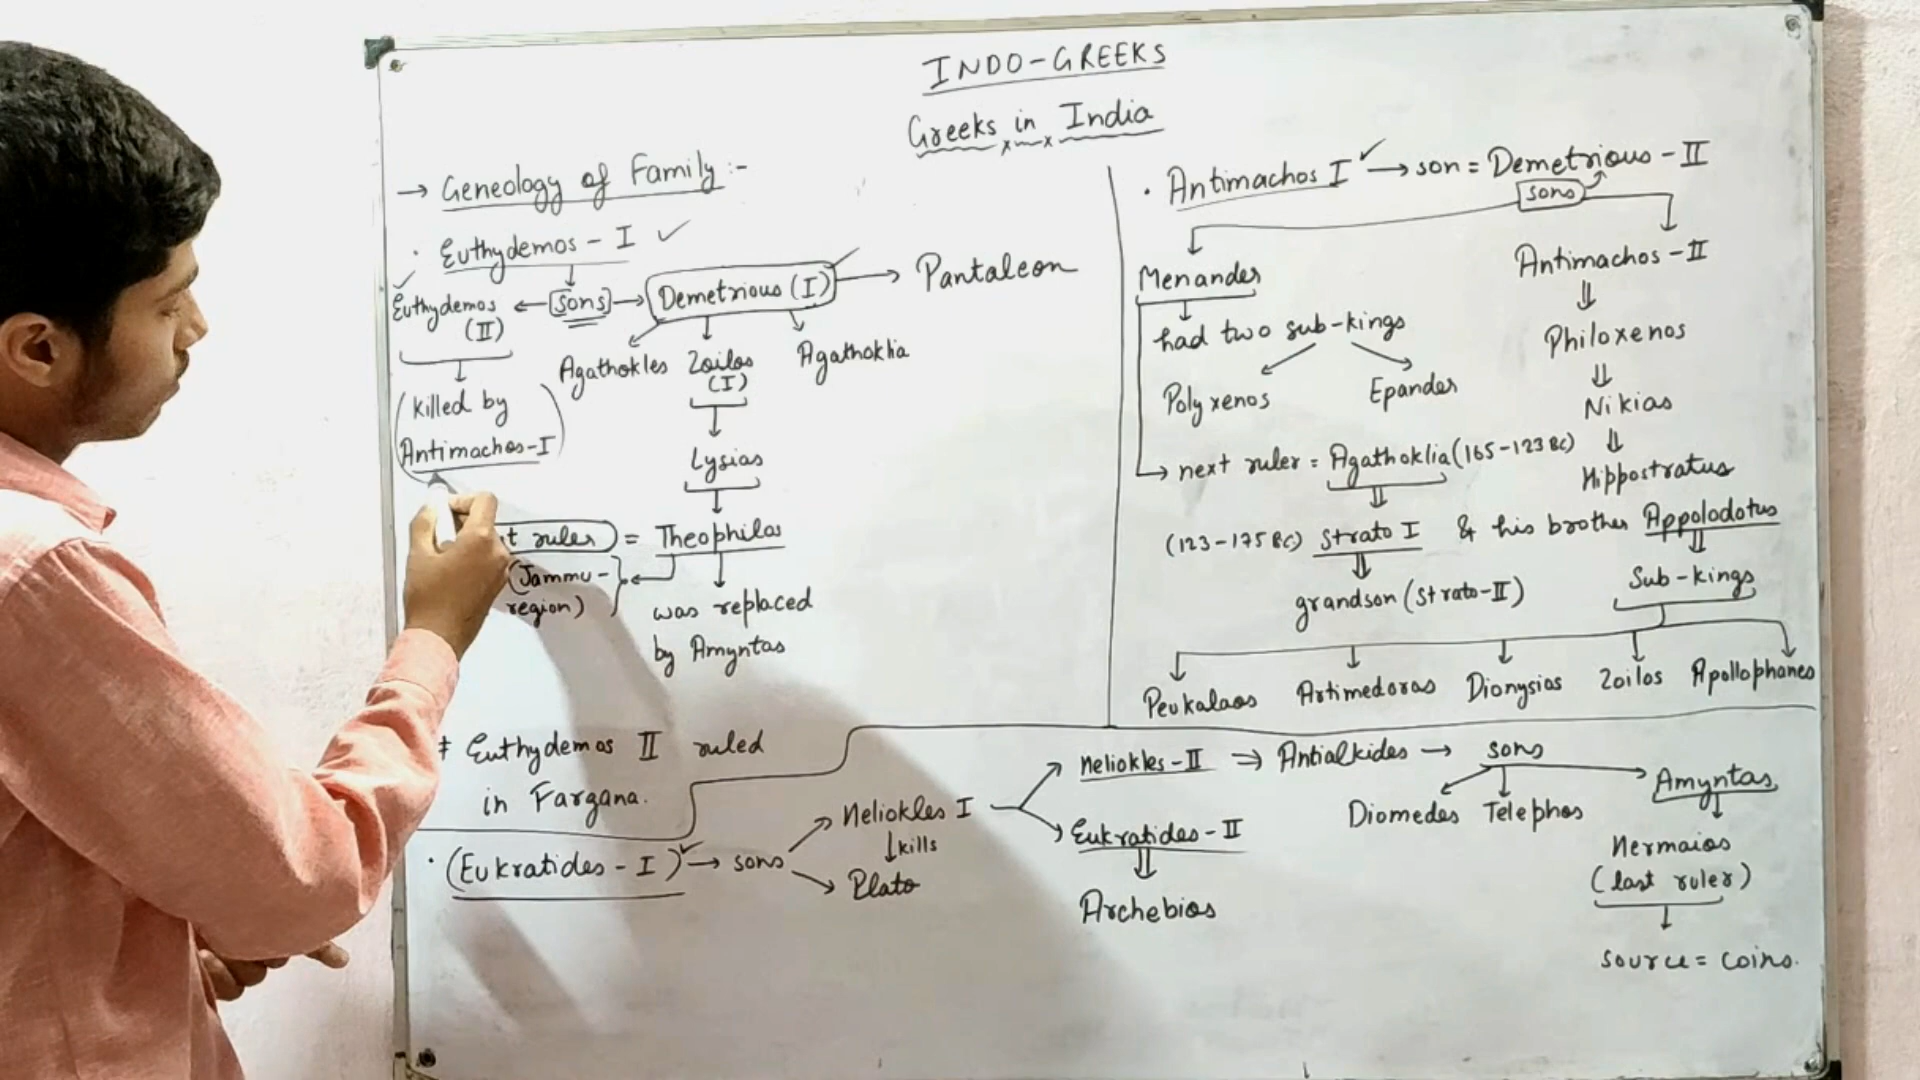 INDO-GREEKS
Greeks in India
→ Geneology of Family :-
· Euthydemos - I ✓
✓ Euthydemos (II) ← sons → Demetrious (I) → Pantaleon
Agathokles Zoilos (I) Agathoklia
(killed by
Antimachos-I)
Lysias
t ruler = Theophilas
(Jammu-
region)
was replaced
by Amyntas
Euthydemos II ruled
in Fargana.
· Antimachos I ✓ → son = Demetrious - II
sons
Menander
Antimachos - II
had two sub-kings
Polyxenos Epander
Philoxenos
Nikias
Hippostratus
→ next ruler = Agathoklia (165-123 BC)
(123-175 BC) Strato I & his brother Appolodotus
grandson (Strato-II)
Sub-kings
Peukalaos Artimedoras Dionysias Zoilos Apollophanes
· (Eukratides - I) ✓ → sons
Heliokles I
↓ kills
Plato
Heliokles-II ⇒ Antialkides → sons
Diomedes Telephos Amyntas
Eukratides - II
Archebios
Hermaios
(last ruler)
source = coins.